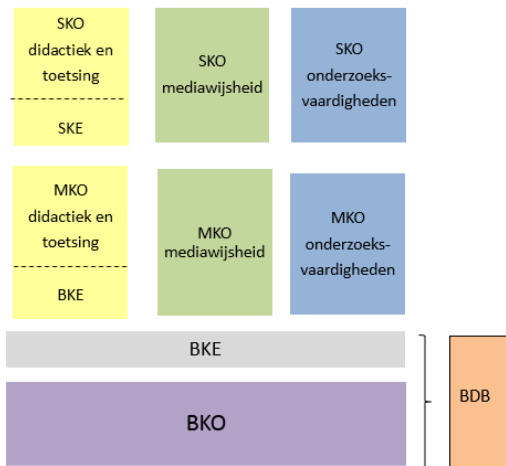 SKO
didactiek en
toetsing
SKE
SKO
mediawijsheid
SKO
onderzoeks-
vaardigheden
MKO
didactiek en
toetsing
BKE
MKO
mediawijsheid
MKO
onderzoeks-
vaardigheden
BKE
BKO
BDB